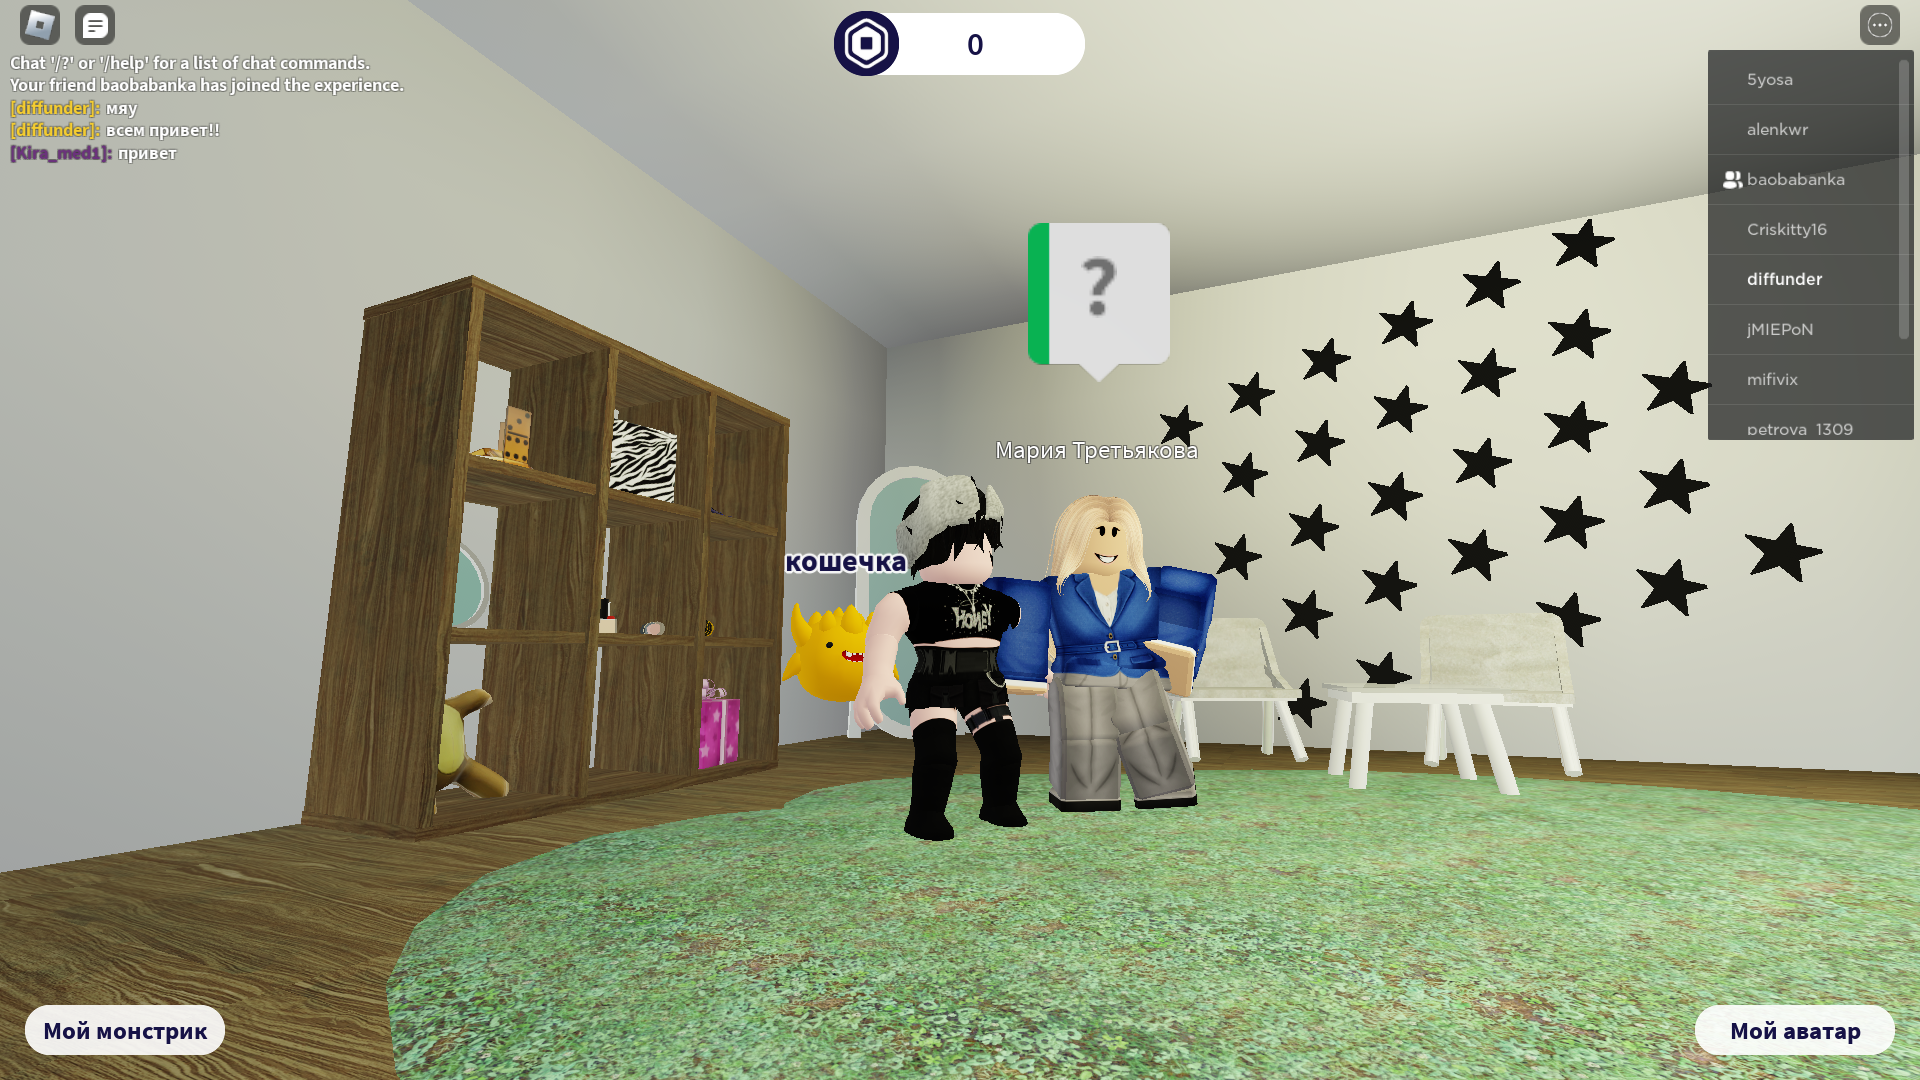 0
Chat '/?' or '/help' for a list of chat commands.
Your friend baobabanka has joined the experience.
[diffunder]: мяу
[diffunder]: всем привет!!
[Kira_med1]: привет
5yosa
alenkwr
baobabanka
Criskitty16
diffunder
jMIEPoN
mifivix
petrova_1309
?
Мария Третьякова
кошечка
HONEY
Мой монстрик
Мой аватар